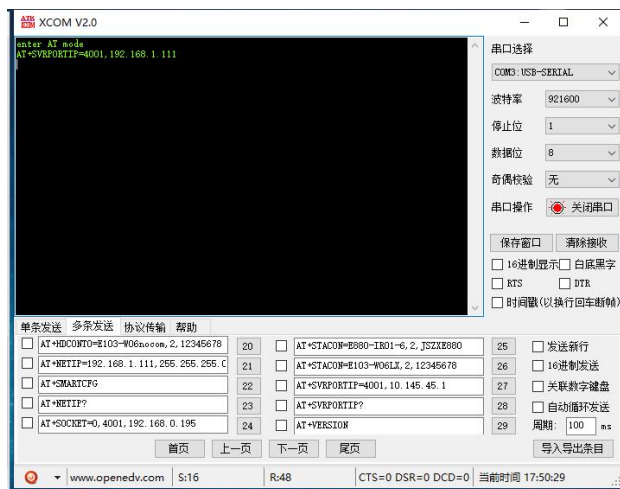 ATK XCOM XCOM V2.0
enter AT mode
AT+SVRPORTIP=4001,192.168.1.111
串口选择
COM3:USB-SERIAL
波特率 921600
停止位 1
数据位 8
奇偶校验 无
串口操作 关闭串口
保存窗口 清除接收
16进制显示 白底黑字
RTS DTR
时间戳(以换行回车断帧)
单条发送 多条发送 协议传输 帮助
AT+HDCONTO=E103-W06nocom,2,12345678 20 AT+STACON=E880-IR01-6,2,JSZXE880 25 发送新行
AT+NETIP=192.168.1.111,255.255.255.0 21 AT+STACON=E103-W06LX,2,12345678 26 16进制发送
AT+SMARTCFG 22 AT+SVRPORTIP=4001,10.145.45.1 27 关联数字键盘
AT+NETIP? 23 AT+SVRPORTIP? 28 自动循环发送
AT+SOCKET=0,4001,192.168.0.195 24 AT+VERSION 29 周期: 100 ms
首页 上一页 下一页 尾页 导入导出条目
www.openedv.com S:16 R:48 CTS=0 DSR=0 DCD=0 当前时间 17:50:29